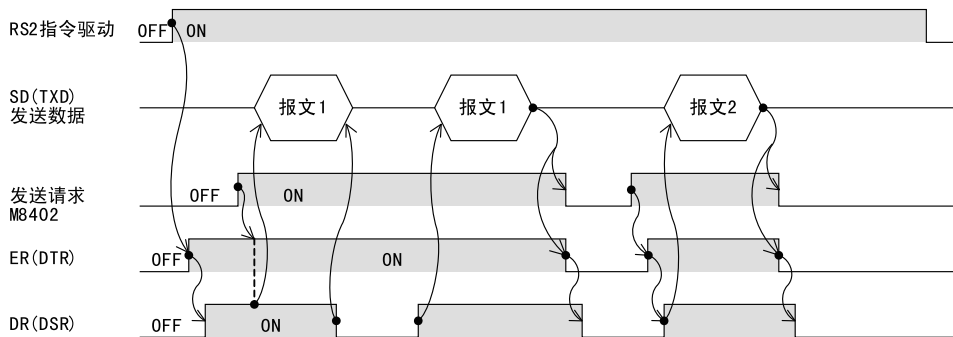 RS2指令驱动 OFF ON
SD(TXD)
发送数据
报文1 报文1 报文2
发送请求
M8402
OFF ON
ER(DTR) OFF ON
DR(DSR) OFF ON